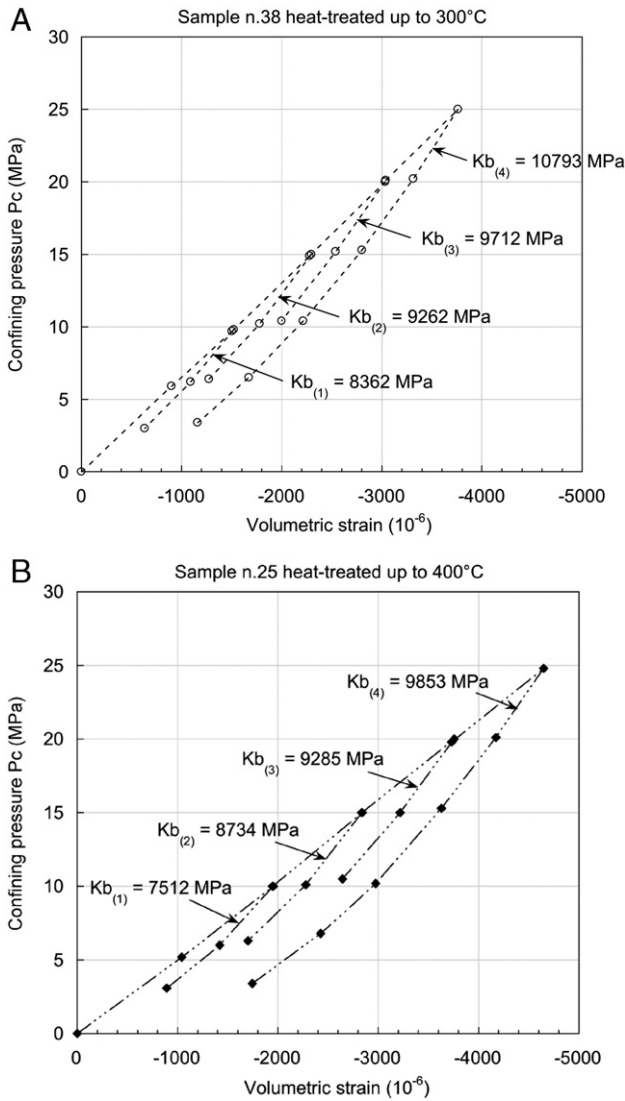 A
Sample n.38 heat-treated up to 300°C
30
25
20
15
10
5
0
Confining pressure Pc (MPa)
Kb(4) = 10793 MPa
Kb(3) = 9712 MPa
Kb(2) = 9262 MPa
Kb(1) = 8362 MPa
0 -1000 -2000 -3000 -4000 -5000
Volumetric strain (10-6)
B
Sample n.25 heat-treated up to 400°C
30
25
20
15
10
5
0
Confining pressure Pc (MPa)
Kb(4) = 9853 MPa
Kb(3) = 9285 MPa
Kb(2) = 8734 MPa
Kb(1) = 7512 MPa
0 -1000 -2000 -3000 -4000 -5000
Volumetric strain (10-6)